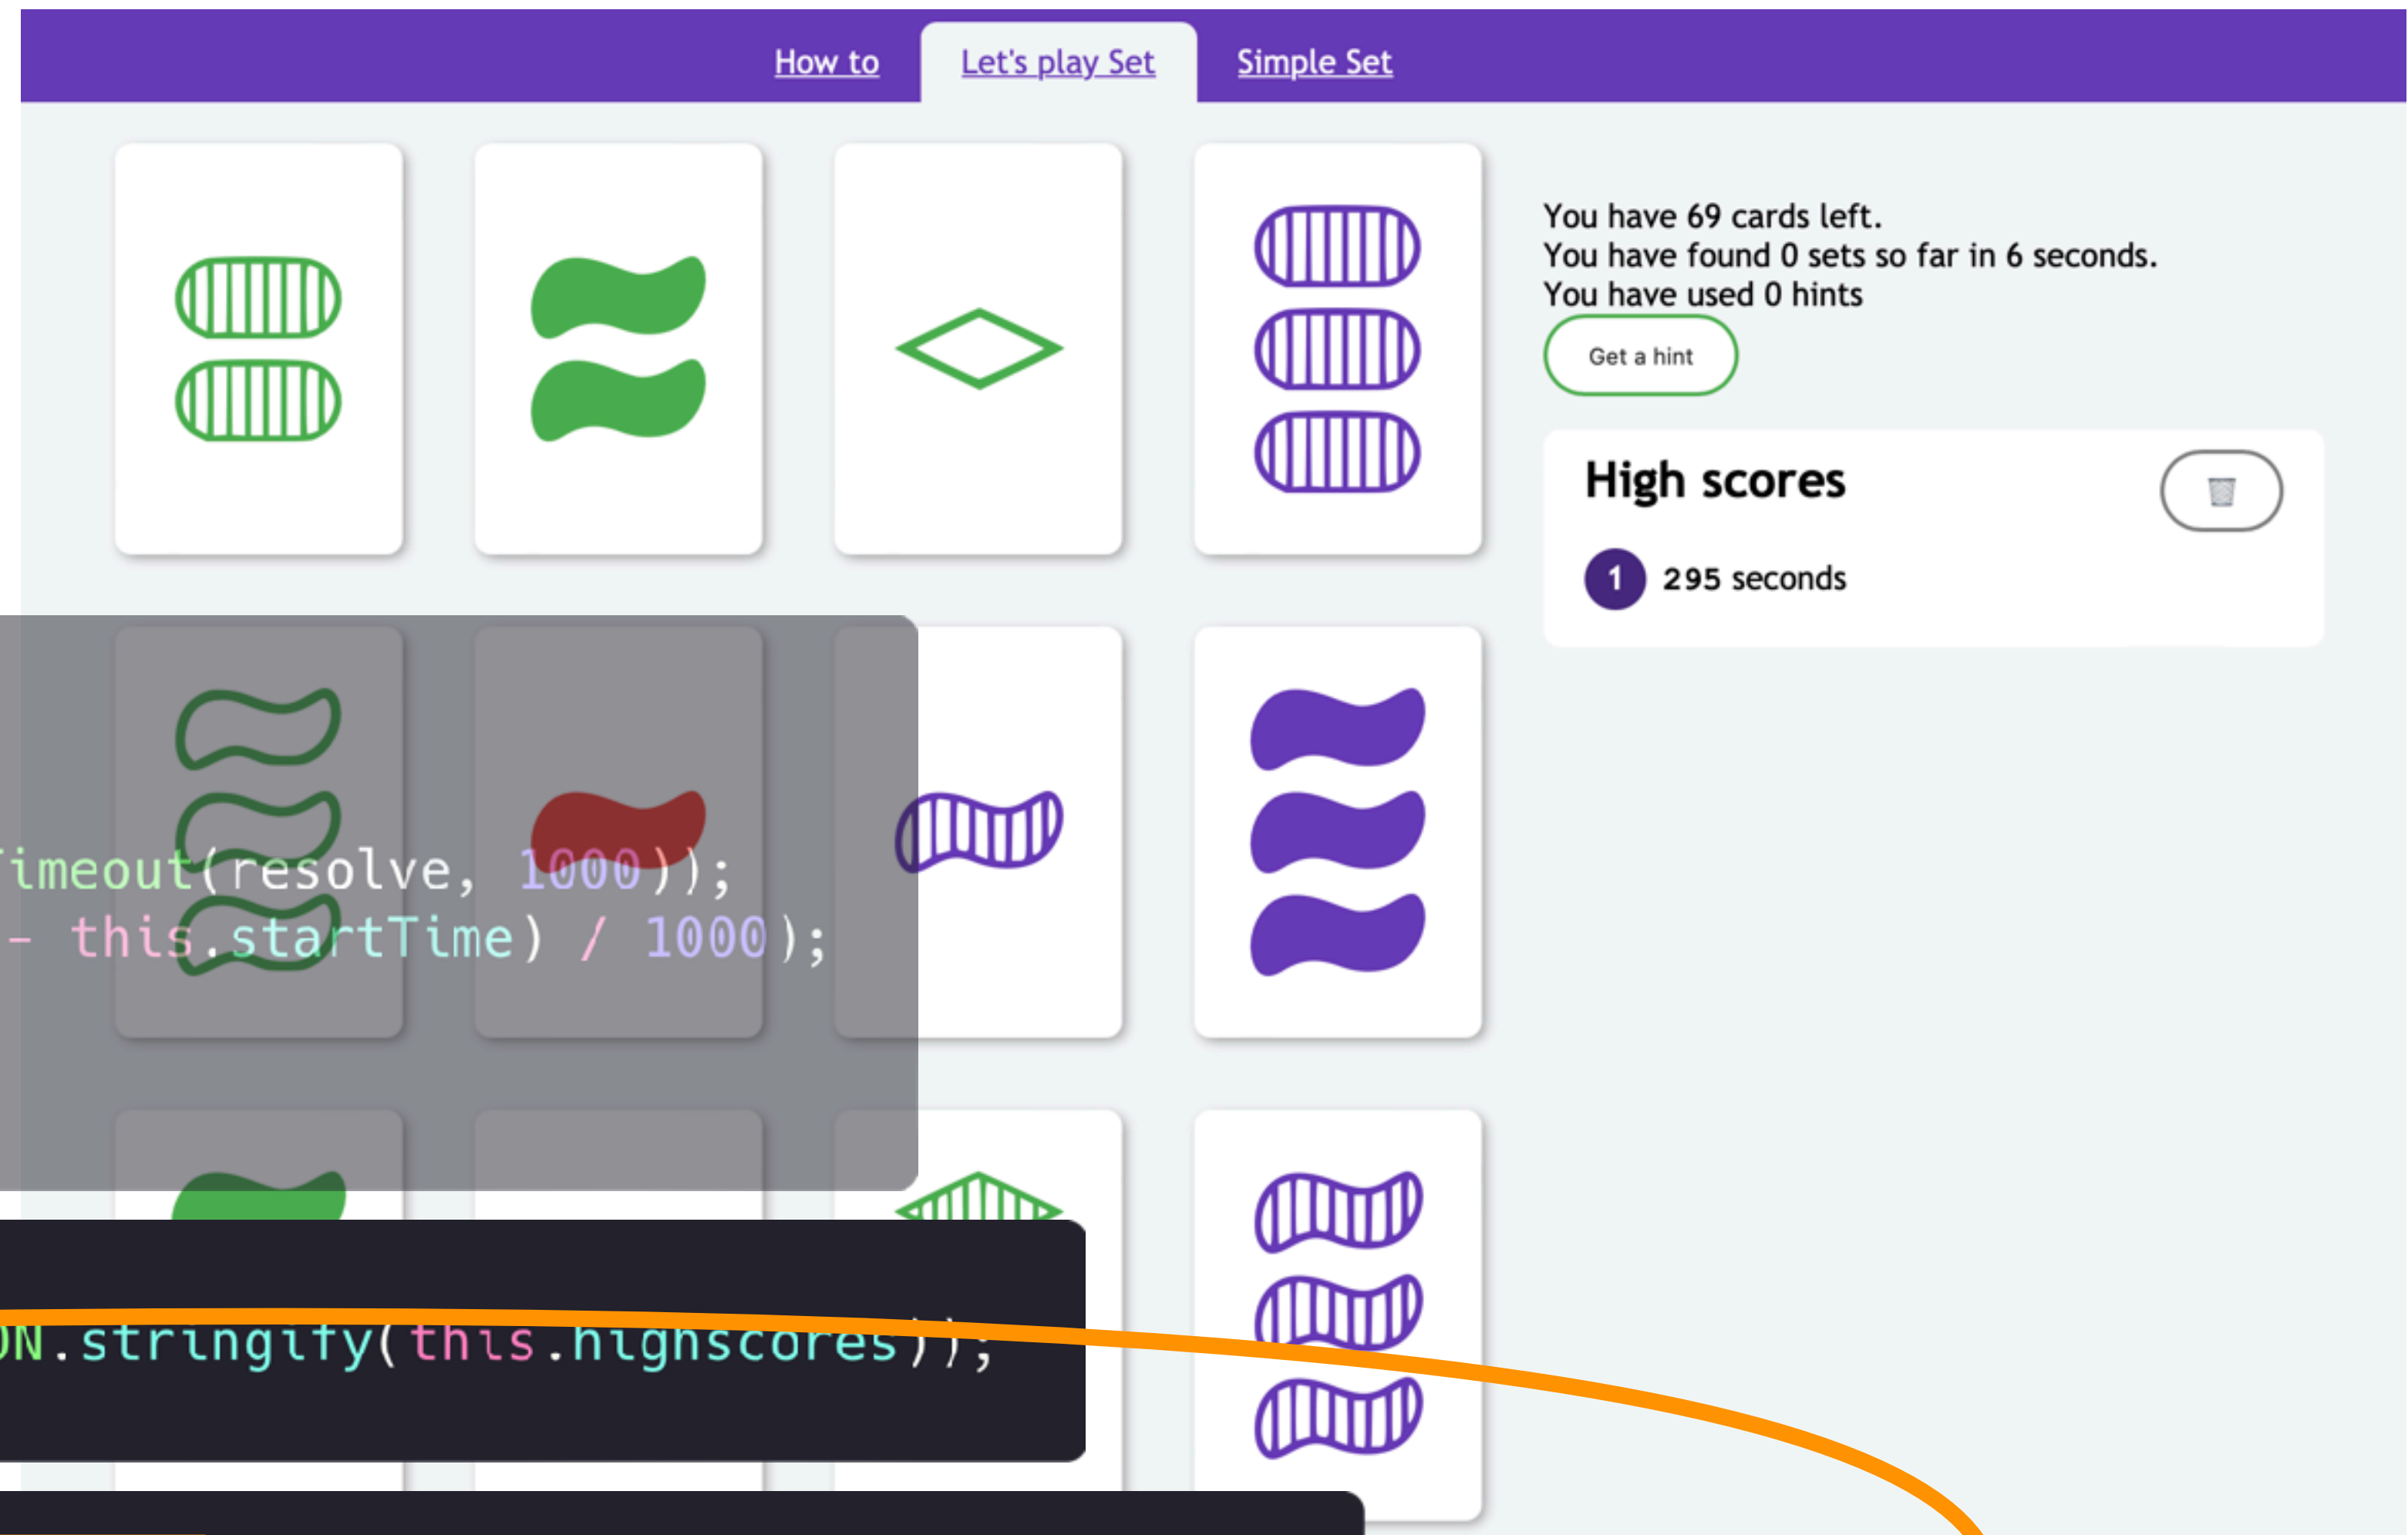 How to Let's play Set Simple Set
You have 69 cards left.
You have found 0 sets so far in 6 seconds.
You have used 0 hints
Get a hint
High scores
1 295 seconds
imeout(resolve, 1000));
- this.startTime) / 1000);
ON.stringify(this.highscores));